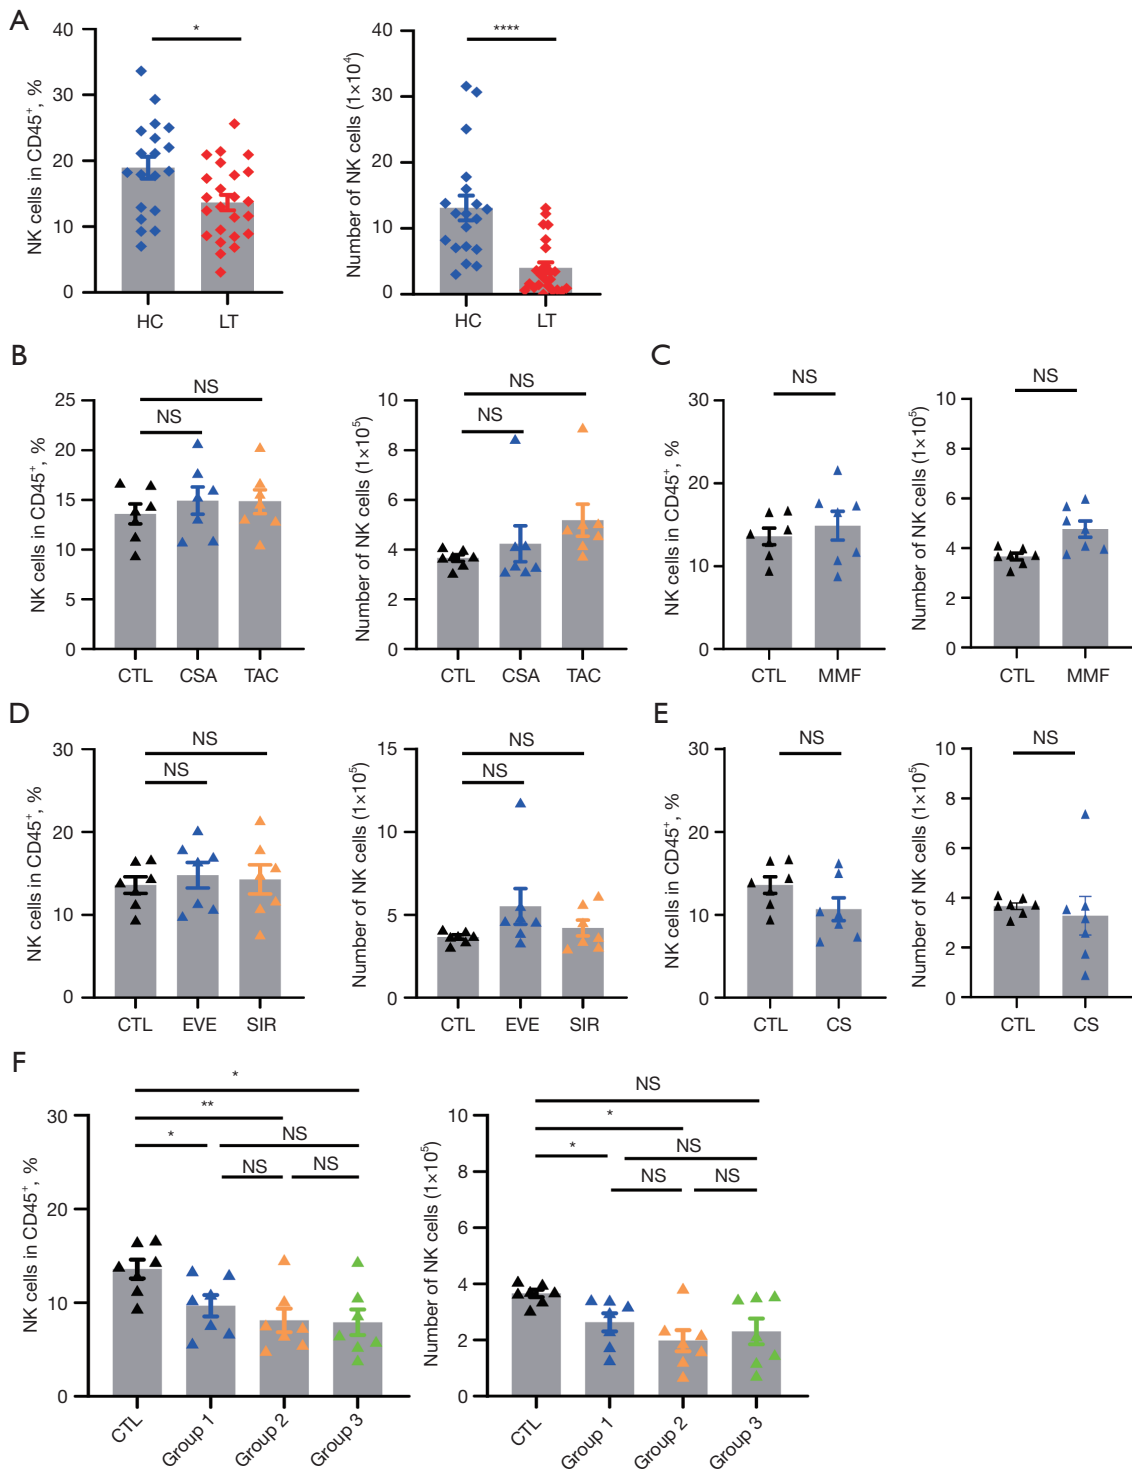 A
*
****
NK cells in CD45⁺, %
40
30
20
10
0
HC
LT
Number of NK cells (1×10⁴)
40
30
20
10
0
HC
LT
B
NS
NS
NK cells in CD45⁺, %
25
20
15
10
5
0
CTL
CSA
TAC
NS
NS
Number of NK cells (1×10⁵)
10
8
6
4
2
0
CTL
CSA
TAC
C
NS
NK cells in CD45⁺, %
30
20
10
0
CTL
MMF
NS
Number of NK cells (1×10⁵)
10
8
6
4
2
0
CTL
MMF
D
NS
NS
NK cells in CD45⁺, %
30
20
10
0
CTL
EVE
SIR
NS
NS
Number of NK cells (1×10⁵)
15
10
5
0
CTL
EVE
SIR
E
NS
NK cells in CD45⁺, %
30
20
10
0
CTL
CS
NS
Number of NK cells (1×10⁵)
10
8
6
4
2
0
CTL
CS
F
*
**
*
NS
NS
NS
NK cells in CD45⁺, %
30
20
10
0
CTL
Group 1
Group 2
Group 3
NS
*
*
NS
NS
NS
Number of NK cells (1×10⁵)
10
8
6
4
2
0
CTL
Group 1
Group 2
Group 3